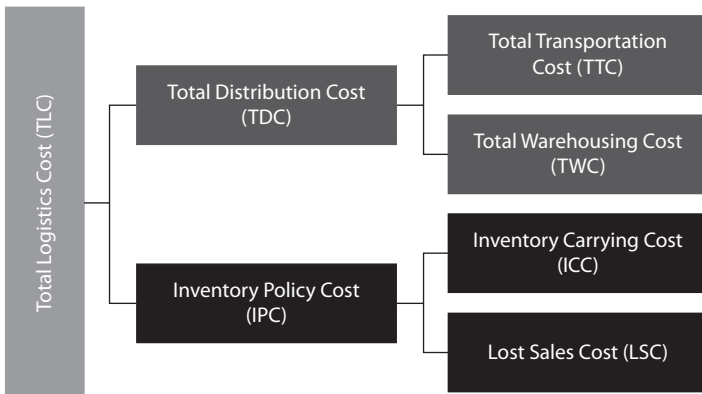 Total Logistics Cost (TLC)
Total Distribution Cost
(TDC)
Total Transportation
Cost (TTC)
Total Warehousing Cost
(TWC)
Inventory Policy Cost
(IPC)
Inventory Carrying Cost
(ICC)
Lost Sales Cost (LSC)